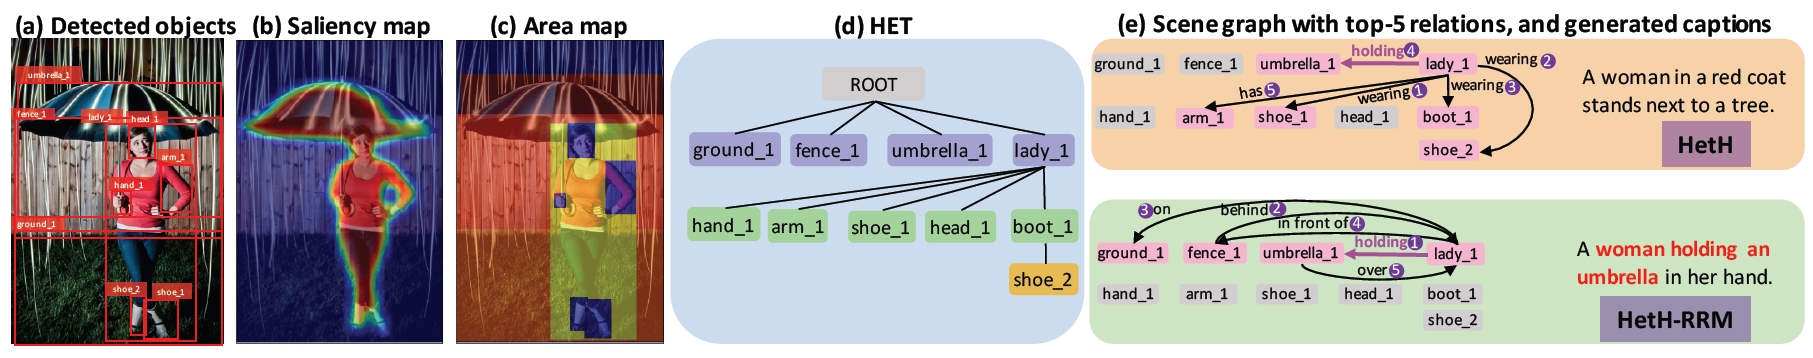 (a) Detected objects
umbrella_1
fence_1
lady_1
head_1
arm_1
hand_1
ground_1
shoe_2
shoe_1
(b) Saliency map
(c) Area map
(d) HET
ROOT
ground_1
fence_1
umbrella_1
lady_1
hand_1
arm_1
shoe_1
head_1
boot_1
shoe_2
(e) Scene graph with top-5 relations, and generated captions
holding 4
ground_1
fence_1
umbrella_1
lady_1
wearing 2
has 5
wearing 1
wearing 3
hand_1
arm_1
shoe_1
head_1
boot_1
shoe_2
A woman in a red coat
stands next to a tree.
HetH
3 on
behind 2
in front of 4
holding 1
ground_1
fence_1
umbrella_1
lady_1
over 5
hand_1
arm_1
shoe_1
head_1
boot_1
shoe_2
A woman holding an
umbrella in her hand.
HetH-RRM